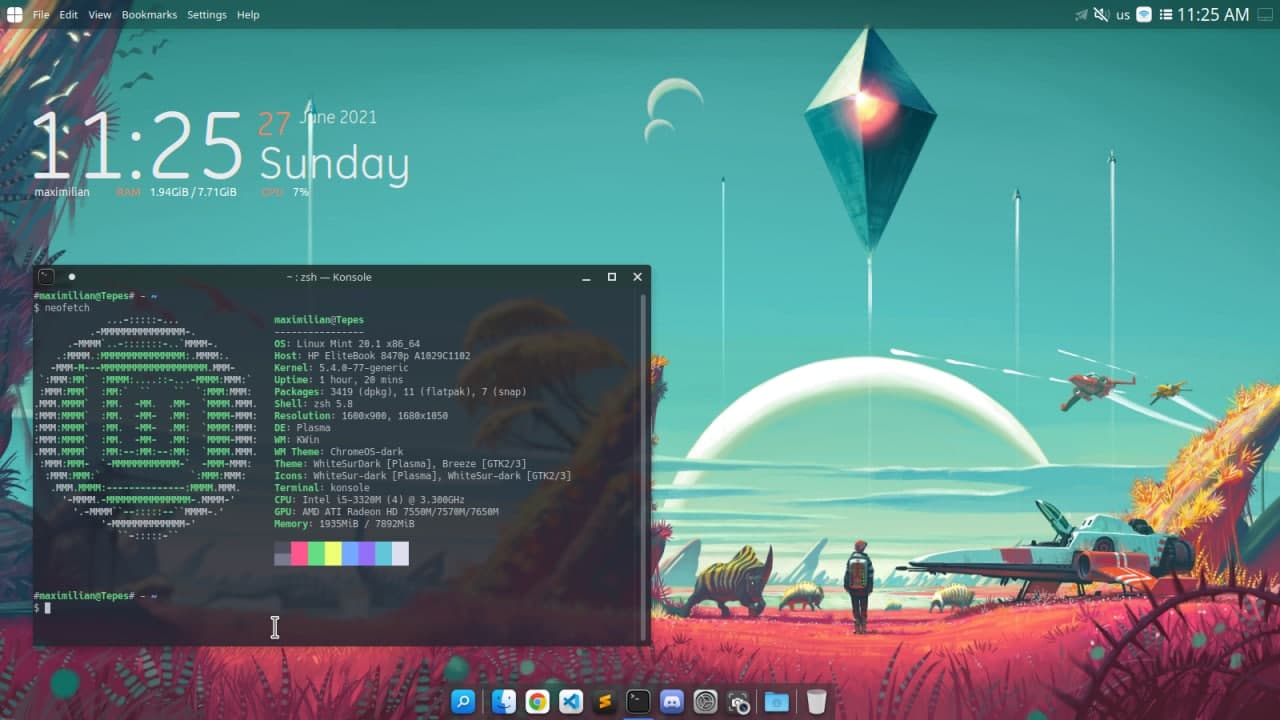 File Edit View Bookmarks Settings Help
us 11:25 AM
11:25 27 June 2021
Sunday
maximilian RAM 1.94GiB / 7.71GiB CPU 7%
~ : zsh — Konsole
#maximilian@Tepes# - ~
$ neofetch
maximilian@Tepes
----------------
OS: Linux Mint 20.1 x86_64
Host: HP EliteBook 8470p A1029C1102
Kernel: 5.4.0-77-generic
Uptime: 1 hour, 20 mins
Packages: 3419 (dpkg), 11 (flatpak), 7 (snap)
Shell: zsh 5.8
Resolution: 1600x900, 1680x1050
DE: Plasma
WM: KWin
WM Theme: ChromeOS-dark
Theme: WhiteSurDark [Plasma], Breeze [GTK2/3]
Icons: WhiteSur-dark [Plasma], WhiteSur-dark [GTK2/3]
Terminal: konsole
CPU: Intel i5-3320M (4) @ 3.300GHz
GPU: AMD ATI Radeon HD 7550M/7570M/7650M
Memory: 1935MiB / 7892MiB
#maximilian@Tepes# - ~
$